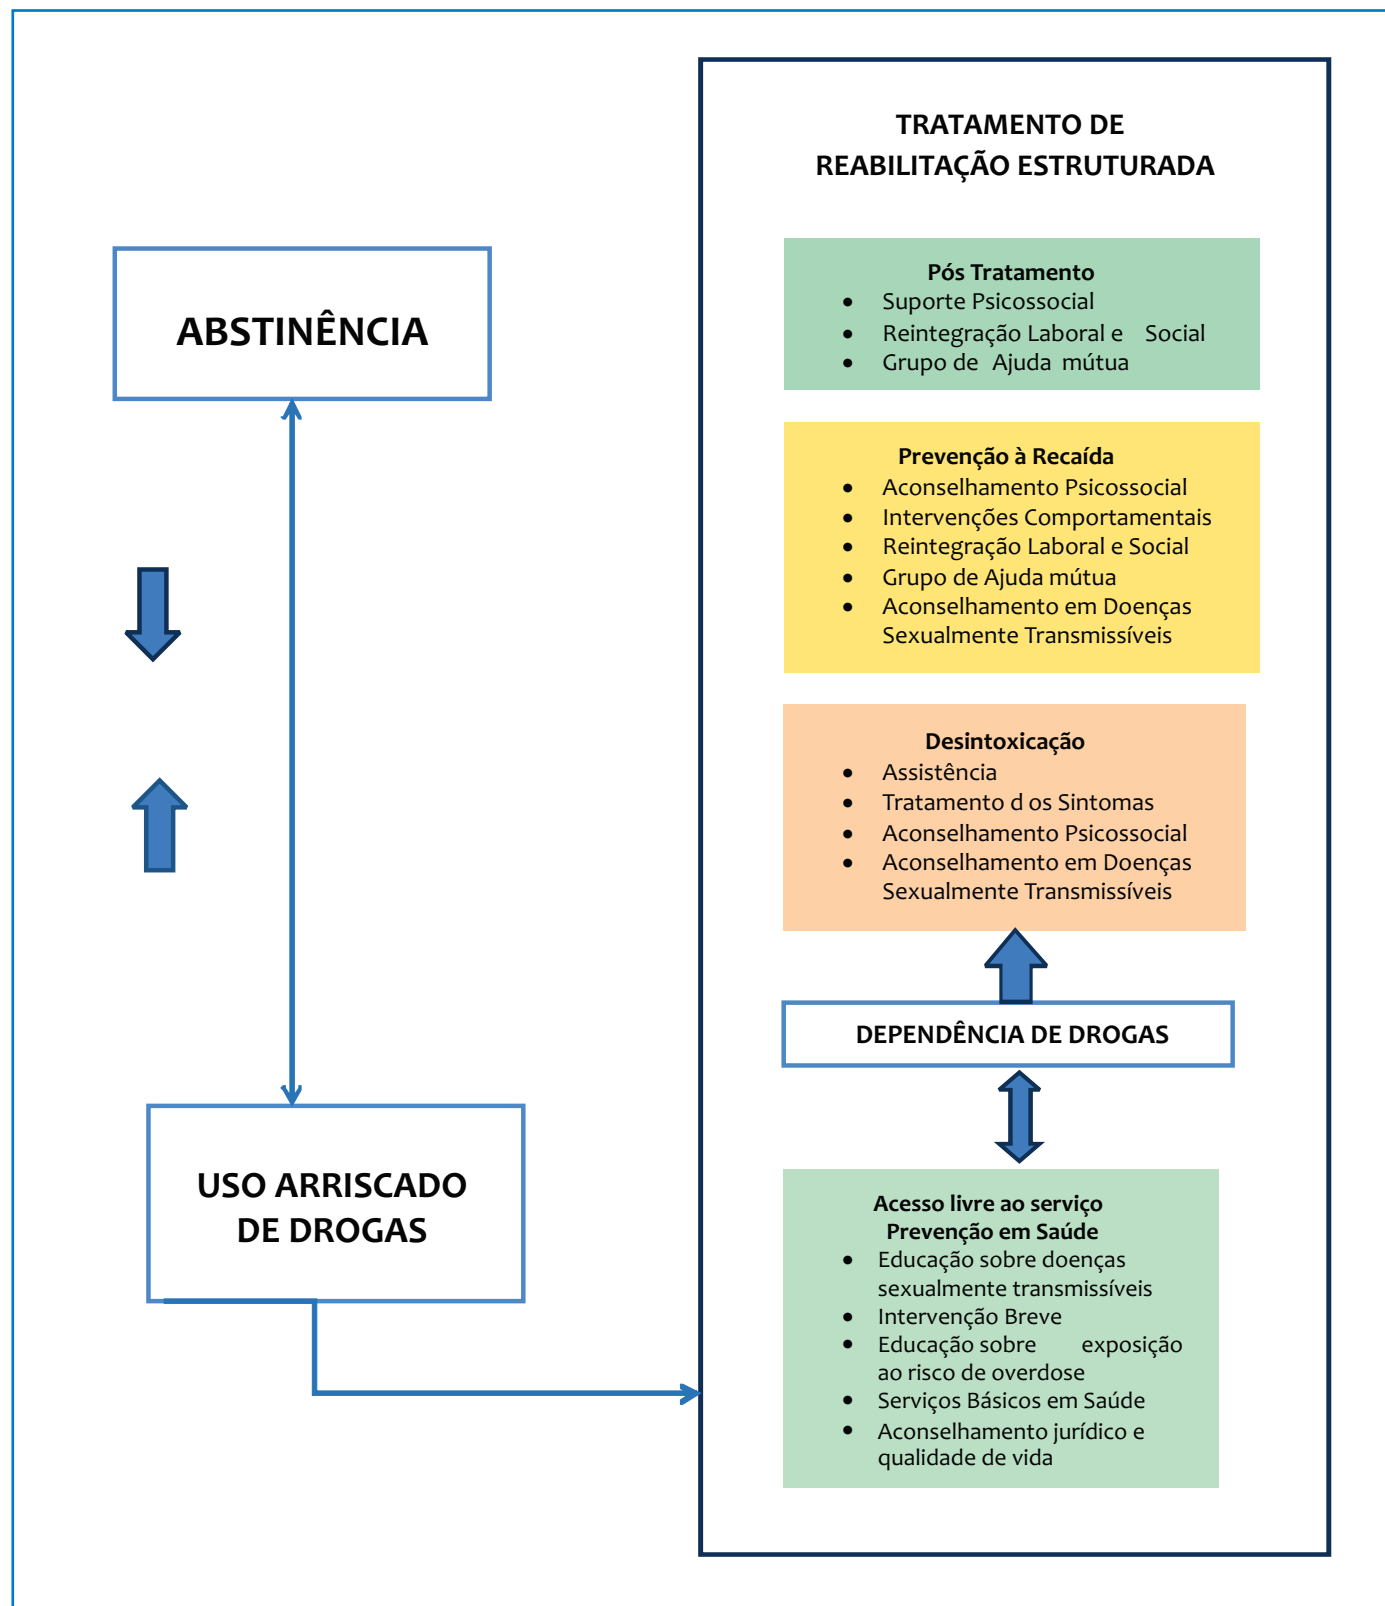 TRATAMENTO DE
REABILITAÇÃO ESTRUTURADA
ABSTINÊNCIA
Pós Tratamento
• Suporte Psicossocial
• Reintegração Laboral e Social
• Grupo de Ajuda mútua
Prevenção à Recaída
• Aconselhamento Psicossocial
• Intervenções Comportamentais
• Reintegração Laboral e Social
• Grupo de Ajuda mútua
• Aconselhamento em Doenças
Sexualmente Transmissíveis
Desintoxicação
• Assistência
• Tratamento d os Sintomas
• Aconselhamento Psicossocial
• Aconselhamento em Doenças
Sexualmente Transmissíveis
DEPENDÊNCIA DE DROGAS
USO ARRISCADO
DE DROGAS
Acesso livre ao serviço
Prevenção em Saúde
• Educação sobre doenças
sexualmente transmissíveis
• Intervenção Breve
• Educação sobre exposição
ao risco de overdose
• Serviços Básicos em Saúde
• Aconselhamento jurídico e
qualidade de vida